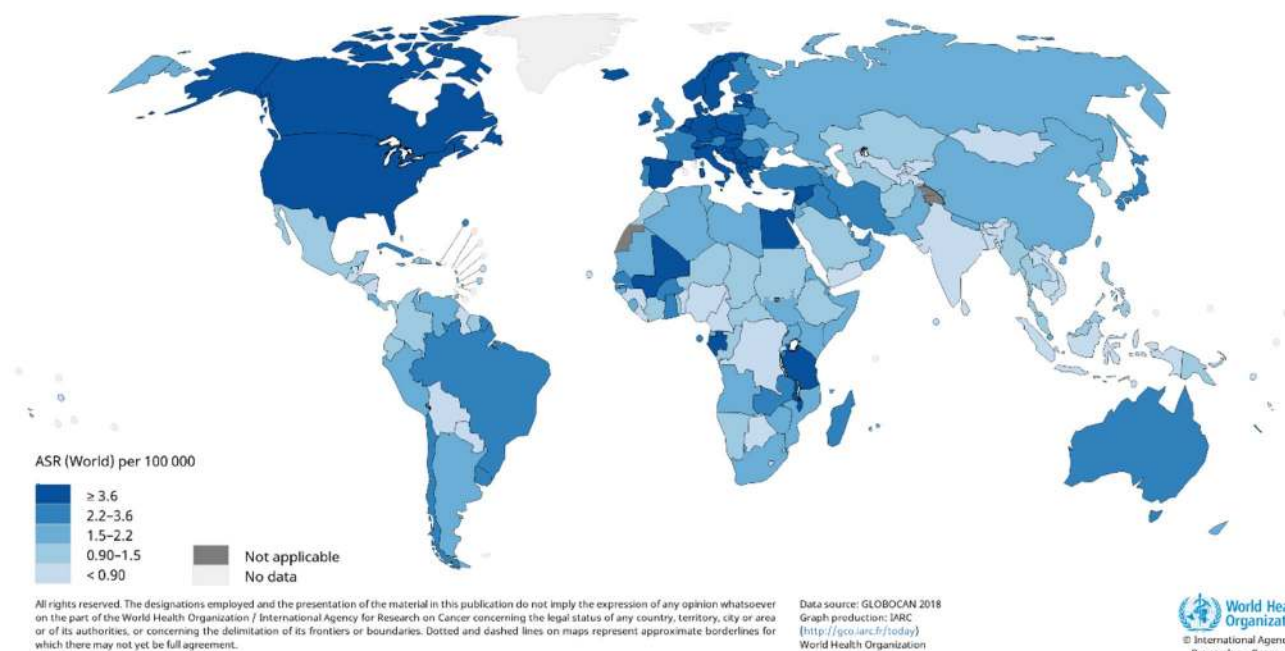 ASR (World) per 100 000
≥ 3.6
2.2–3.6
1.5–2.2
0.90–1.5
< 0.90
Not applicable
No data
All rights reserved. The designations employed and the presentation of the material in this publication do not imply the expression of any opinion whatsoever
on the part of the World Health Organization / International Agency for Research on Cancer concerning the legal status of any country, territory, city or area
or of its authorities, or concerning the delimitation of its frontiers or boundaries. Dotted and dashed lines on maps represent approximate borderlines for
which there may not yet be full agreement.
Data source: GLOBOCAN 2018
Graph production: IARC
(http://gco.iarc.fr/today)
World Health Organization
World Hea
Organizat
© International Agenc